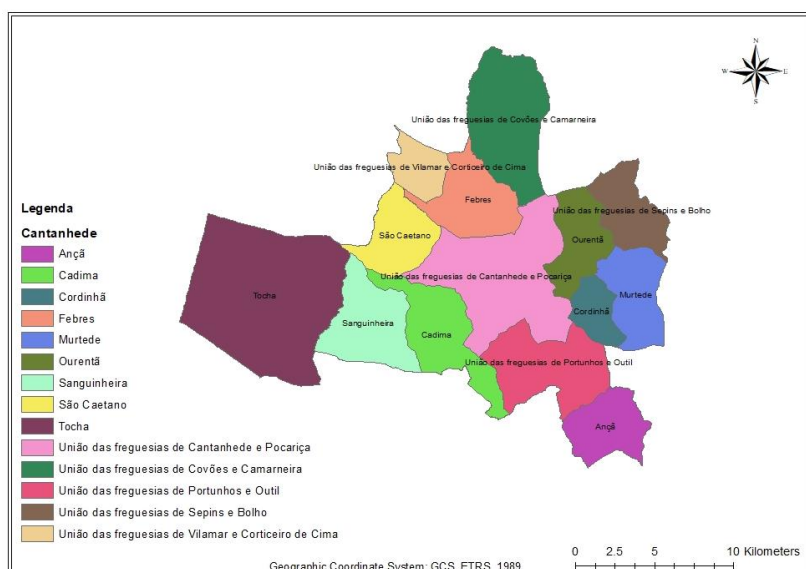 N
W E
S
União das freguesias de Covões e Camarneira
União das freguesias de Vilamar e Corticeiro de Cima
Febres
União das freguesias de Sepins e Bolho
São Caetano
Ourentã
União das freguesias de Cantanhede e Pocariça
Tocha
Murtede
Cordinhã
Sanguinheira
Cadima
União das freguesias de Portunhos e Outil
Ançã
Legenda
Cantanhede
Ançã
Cadima
Cordinhã
Febres
Murtede
Ourentã
Sanguinheira
São Caetano
Tocha
União das freguesias de Cantanhede e Pocariça
União das freguesias de Covões e Camarneira
União das freguesias de Portunhos e Outil
União das freguesias de Sepins e Bolho
União das freguesias de Vilamar e Corticeiro de Cima
Geographic Coordinate System: GCS_ETRS_1989
0 2.5 5 10 Kilometers